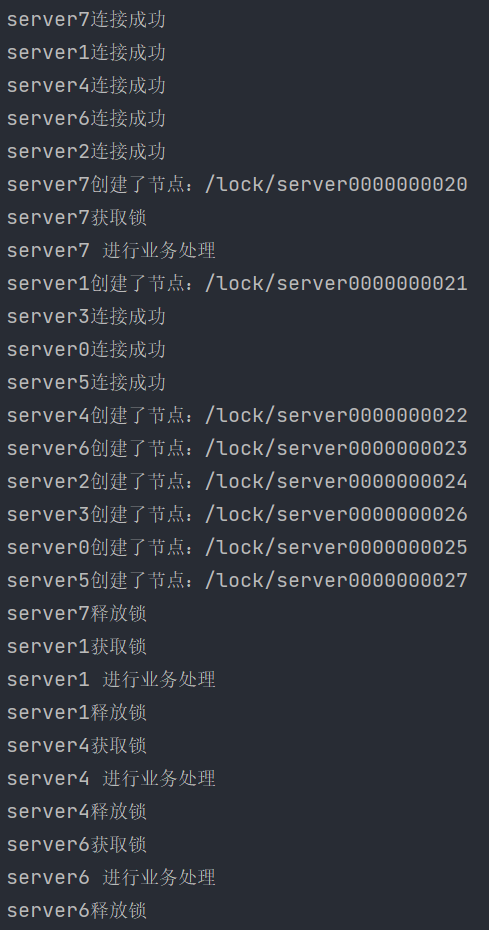 server7连接成功
server1连接成功
server4连接成功
server6连接成功
server2连接成功
server7创建了节点：/lock/server0000000020
server7获取锁
server7 进行业务处理
server1创建了节点：/lock/server0000000021
server3连接成功
server0连接成功
server5连接成功
server4创建了节点：/lock/server0000000022
server6创建了节点：/lock/server0000000023
server2创建了节点：/lock/server0000000024
server3创建了节点：/lock/server0000000026
server0创建了节点：/lock/server0000000025
server5创建了节点：/lock/server0000000027
server7释放锁
server1获取锁
server1 进行业务处理
server1释放锁
server4获取锁
server4 进行业务处理
server4释放锁
server6获取锁
server6 进行业务处理
server6释放锁